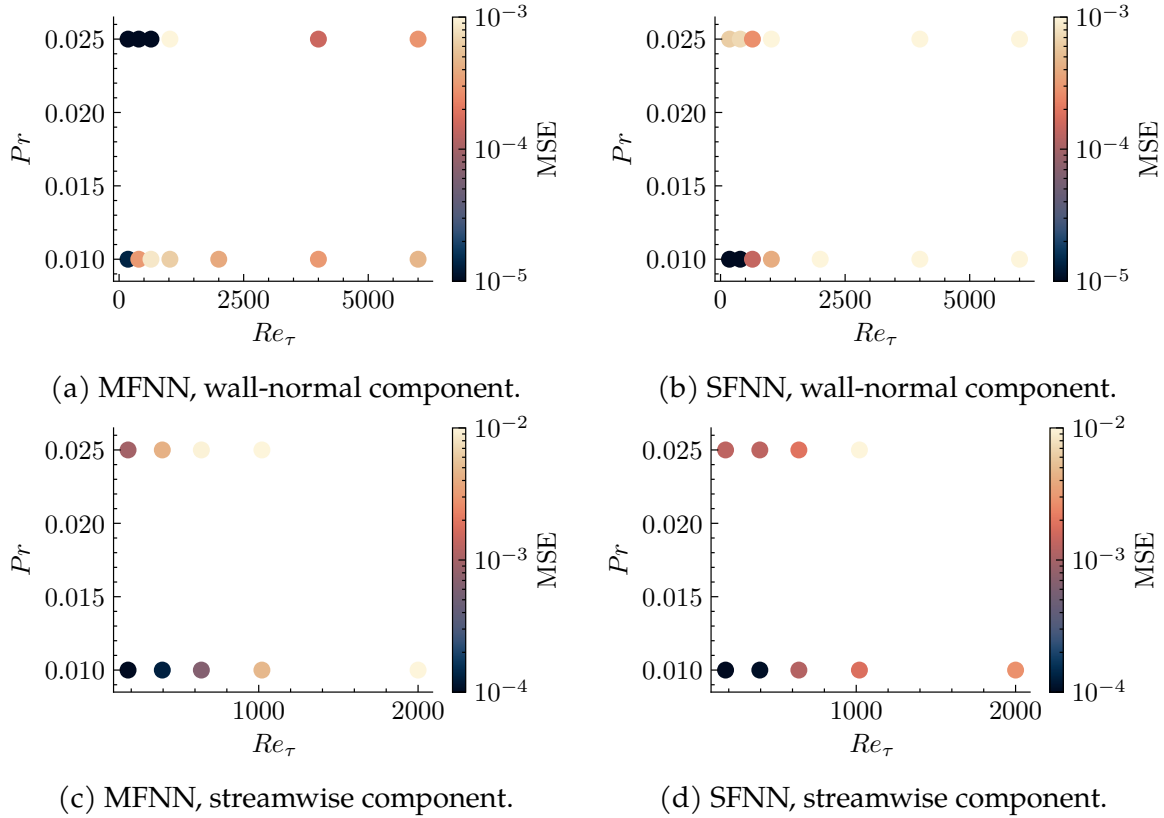 0.025
0.020
0.015
0.010
Pr
0
2500
5000
Re_τ
10^{-3}
10^{-4}
10^{-5}
MSE
(a) MFNN, wall-normal component.
0.025
0.020
0.015
0.010
Pr
0
2500
5000
Re_τ
10^{-3}
10^{-4}
10^{-5}
MSE
(b) SFNN, wall-normal component.
0.025
0.020
0.015
0.010
Pr
1000
2000
Re_τ
10^{-2}
10^{-3}
10^{-4}
MSE
(c) MFNN, streamwise component.
0.025
0.020
0.015
0.010
Pr
1000
2000
Re_τ
10^{-2}
10^{-3}
10^{-4}
MSE
(d) SFNN, streamwise component.